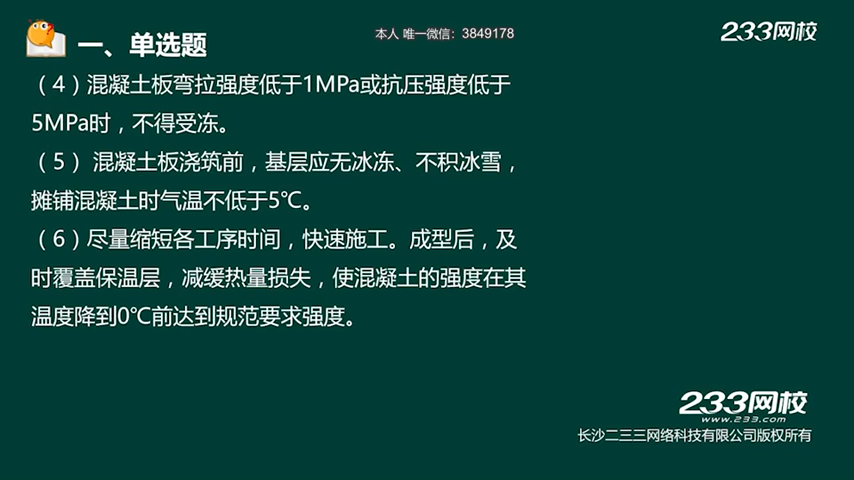 本人 唯一微信：3849178
233网校
一、单选题
（4）混凝土板弯拉强度低于1MPa或抗压强度低于
5MPa时，不得受冻。
（5） 混凝土板浇筑前，基层应无冰冻、不积冰雪，
摊铺混凝土时气温不低于5℃。
（6）尽量缩短各工序时间，快速施工。成型后，及
时覆盖保温层，减缓热量损失，使混凝土的强度在其
温度降到0℃前达到规范要求强度。
233网校
www.233.com
长沙二三三网络科技有限公司版权所有